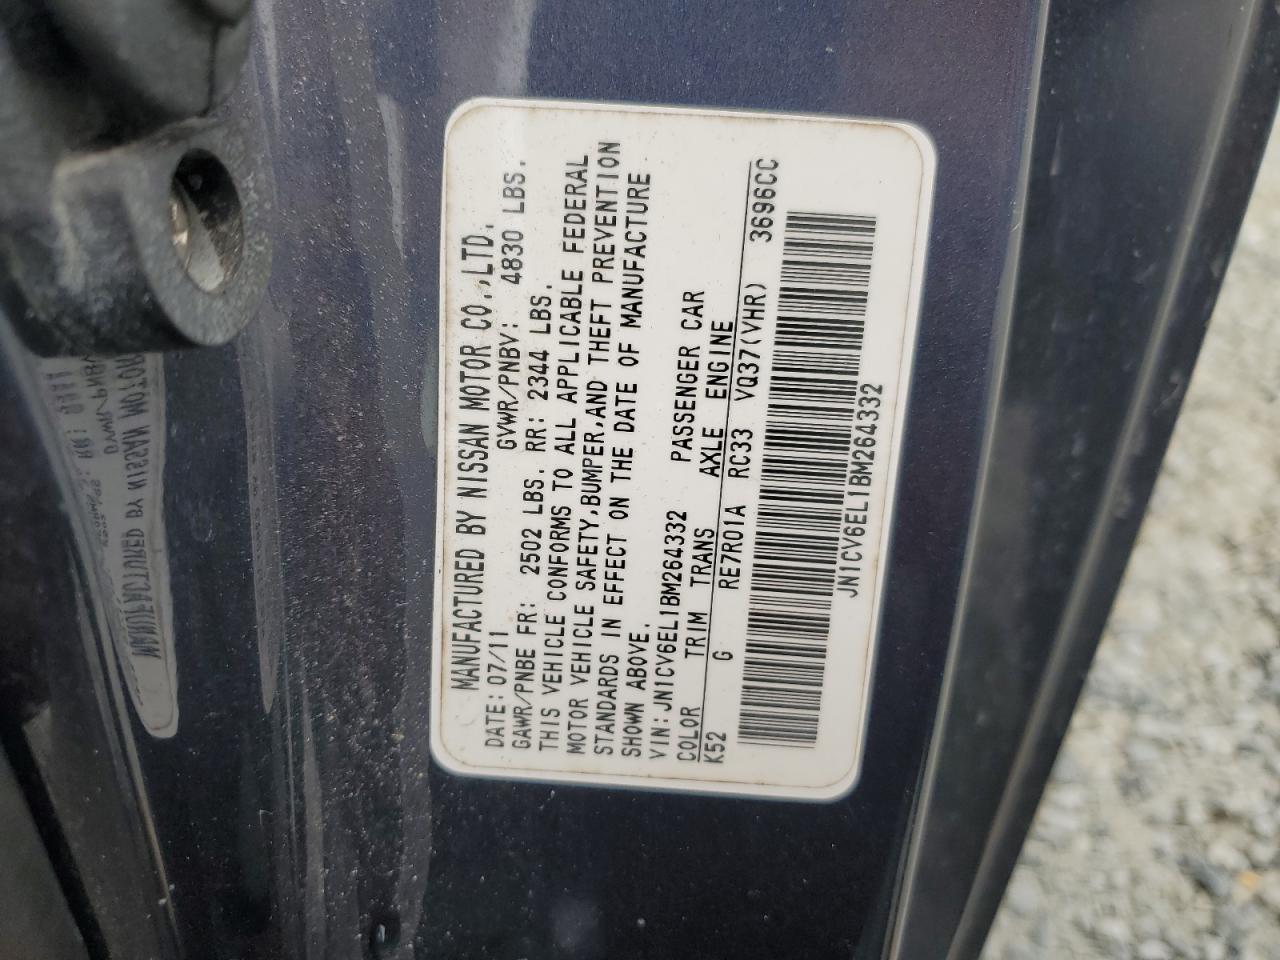 MANUFACTURED BY NISSAN MOTOR CO.,LTD.
DATE: 07/11 GVWR/PNBV: 4830 LBS.
GAWR/PNBE FR: 2502 LBS. RR: 2344 LBS.
THIS VEHICLE CONFORMS TO ALL APPLICABLE FEDERAL
MOTOR VEHICLE SAFETY,BUMPER,AND THEFT PREVENTION
STANDARDS IN EFFECT ON THE DATE OF MANUFACTURE
SHOWN ABOVE.
VIN:JN1CV6EL1BM264332 PASSENGER CAR
COLOR TRIM TRANS AXLE ENGINE
K52 G RE7R01A RC33 VQ37(VHR) 3696CC
JN1CV6EL1BM264332